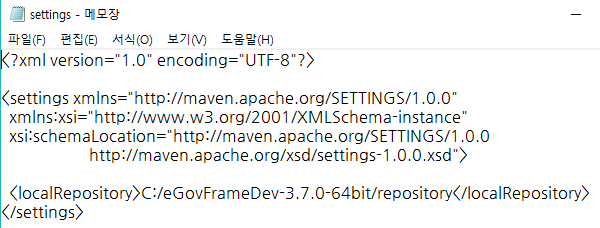 settings - 메모장
파일(F) 편집(E) 서식(O) 보기(V) 도움말(H)
<?xml version="1.0" encoding="UTF-8"?>
<settings xmlns="http://maven.apache.org/SETTINGS/1.0.0"
xmlns:xsi="http://www.w3.org/2001/XMLSchema-instance"
xsi:schemaLocation="http://maven.apache.org/SETTINGS/1.0.0
http://maven.apache.org/xsd/settings-1.0.0.xsd">
<localRepository>C:/eGovFrameDev-3.7.0-64bit/repository</localRepository>
</settings>